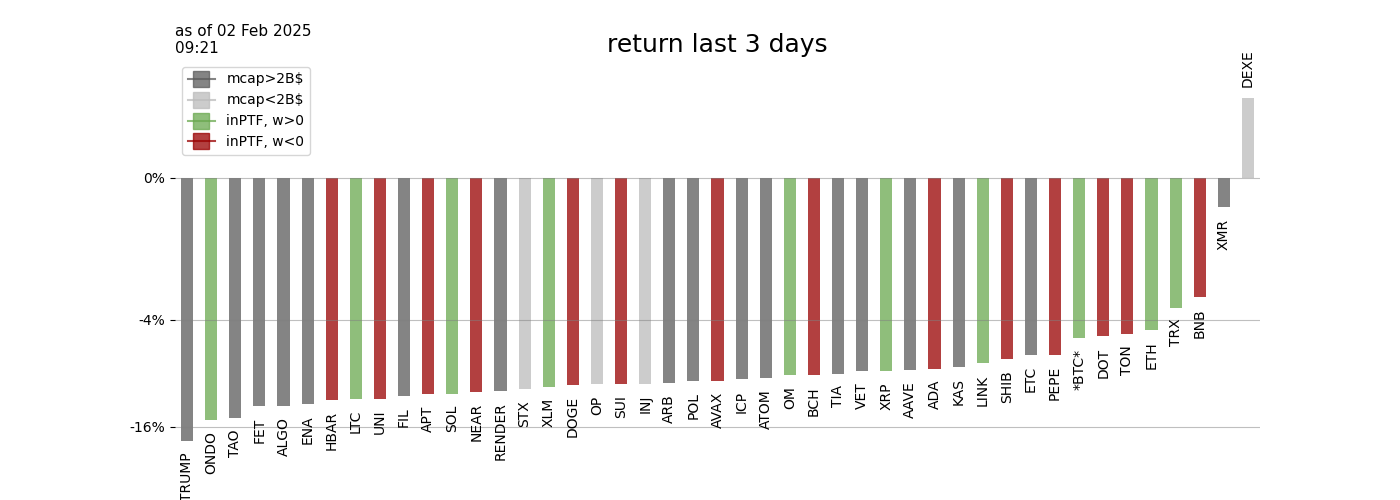 as of 02 Feb 2025
09:21
return last 3 days
mcap>2B$
mcap<2B$
inPTF, w>0
inPTF, w<0
0%
-4%
-16%
TRUMP
ONDO
TAO
FET
ALGO
ENA
HBAR
LTC
UNI
FIL
APT
SOL
NEAR
RENDER
STX
XLM
DOGE
OP
SUI
INJ
ARB
POL
AVAX
ICP
ATOM
OM
BCH
TIA
VET
XRP
AAVE
ADA
KAS
LINK
SHIB
ETC
PEPE
*BTC*
DOT
TON
ETH
TRX
BNB
XMR
DEXE